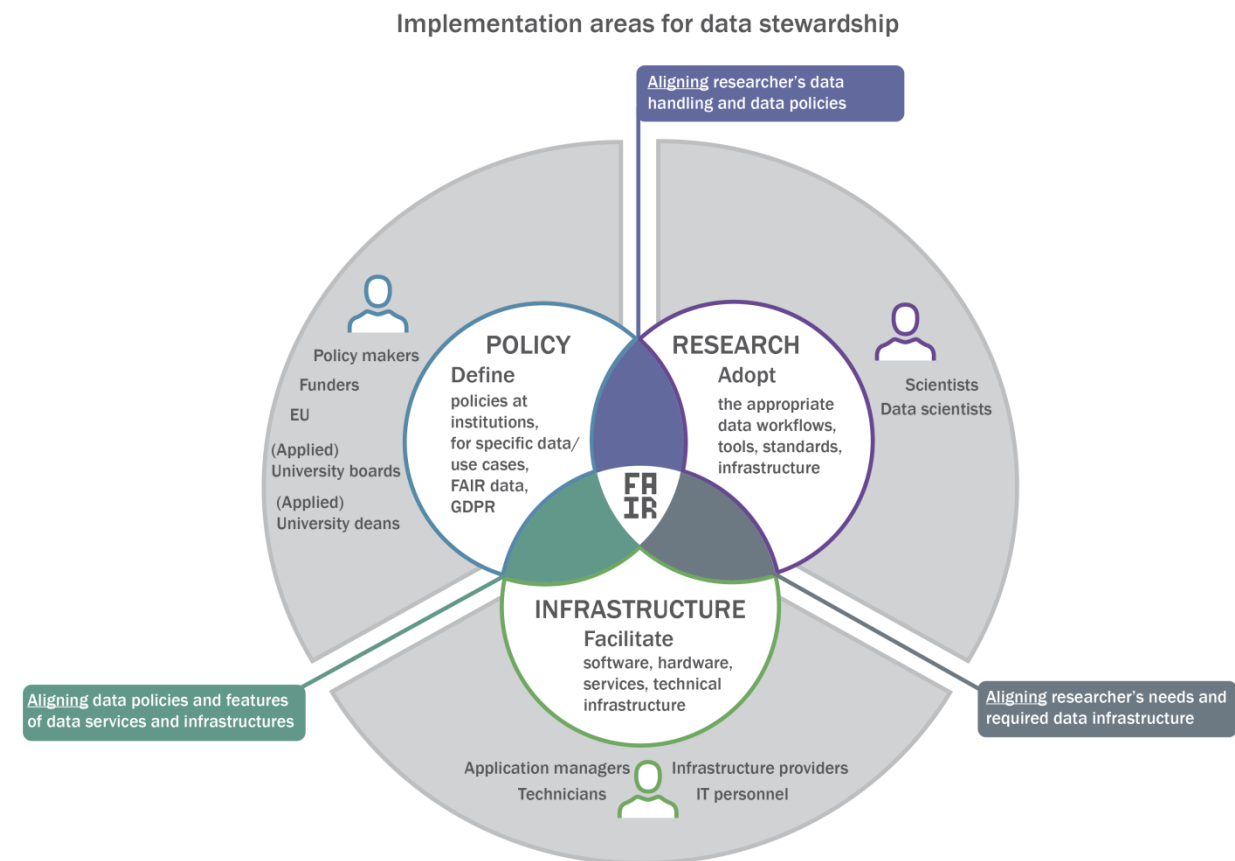 Implementation areas for data stewardship
Aligning researcher's data
handling and data policies
Policy makers
Funders
EU
(Applied)
University boards
(Applied)
University deans
POLICY
Define
policies at
institutions,
for specific data/
use cases,
FAIR data,
GDPR
RESEARCH
Adopt
the appropriate
data workflows,
tools, standards,
infrastructure
Scientists
Data scientists
FA
IR
INFRASTRUCTURE
Facilitate
software, hardware,
services, technical
infrastructure
Aligning data policies and features
of data services and infrastructures
Aligning researcher's needs and
required data infrastructure
Application managers
Technicians
Infrastructure providers
IT personnel